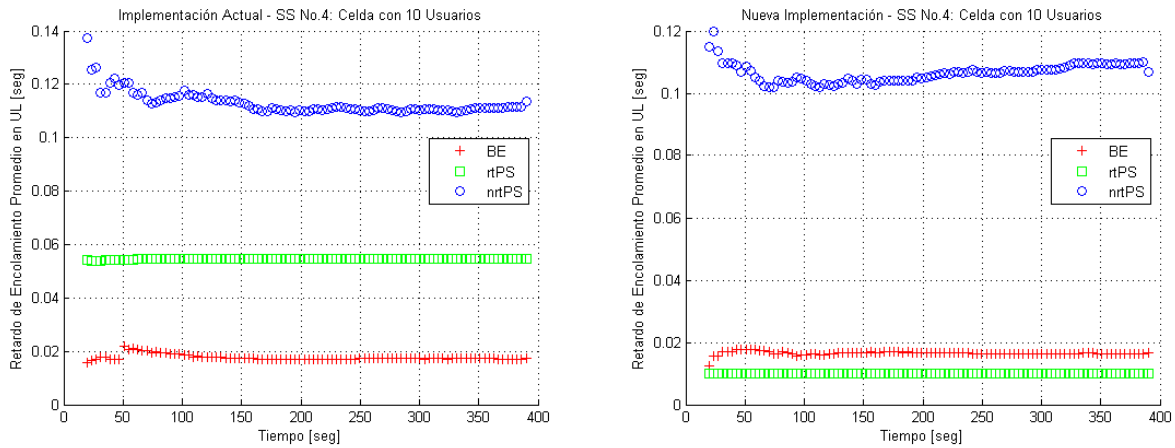 Implementación Actual - SS No.4: Celda con 10 Usuarios
Retardo de Encolamiento Promedio en UL [seg]
0.14
0.12
0.1
0.08
0.06
0.04
0.02
0
0
50
100
150
200
250
300
350
400
Tiempo [seg]
BE
rtPS
nrtPS
Nueva Implementación - SS No.4: Celda con 10 Usuarios
Retardo de Encolamiento Promedio en UL [seg]
0.12
0.1
0.08
0.06
0.04
0.02
0
0
50
100
150
200
250
300
350
400
Tiempo [seg]
BE
rtPS
nrtPS